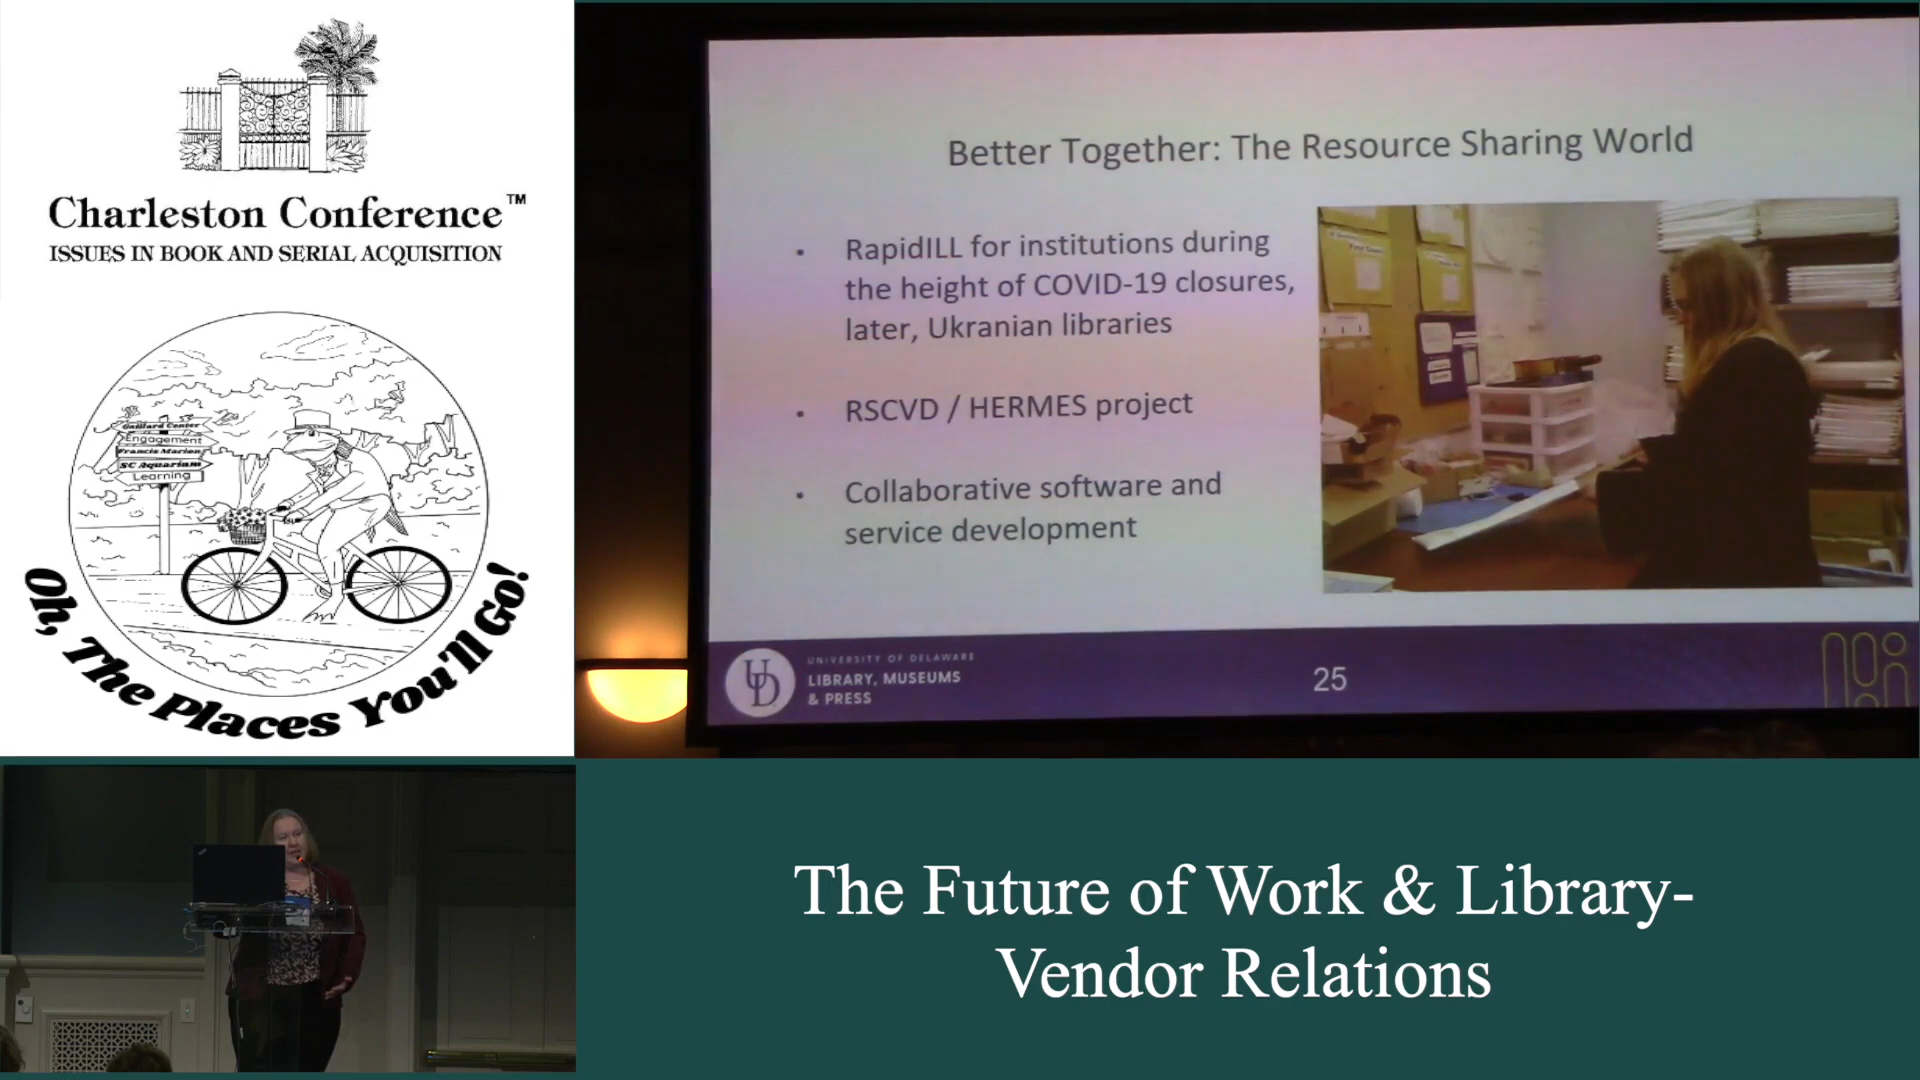 Charleston Conference™
ISSUES IN BOOK AND SERIAL ACQUISITION
Gaillard Center
Engagement
Francis Marion
SC Aquarium
Learning
Oh, The Places You'll Go!
Better Together: The Resource Sharing World
• RapidILL for institutions during
the height of COVID-19 closures,
later, Ukranian libraries
• RSCVD / HERMES project
• Collaborative software and
service development
UD
UNIVERSITY OF DELAWARE
LIBRARY, MUSEUMS
& PRESS
25
The Future of Work & Library-
Vendor Relations